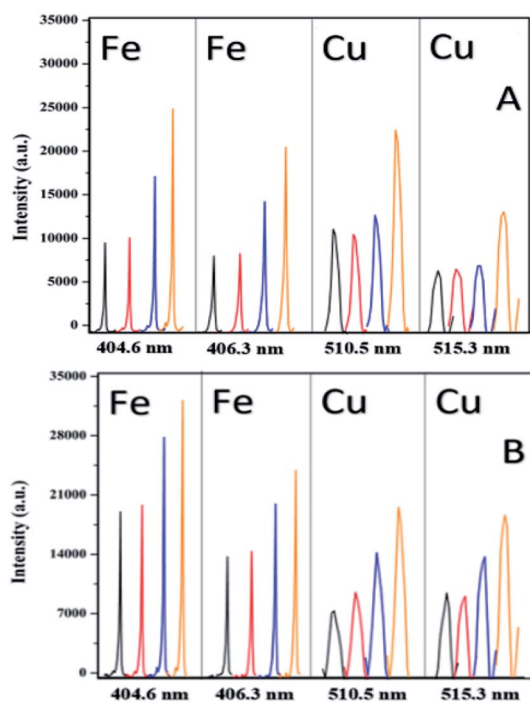 Fe Fe Cu Cu
A
35000
30000
25000
20000
15000
10000
5000
0
Intensity (a.u.)
404.6 nm 406.3 nm 510.5 nm 515.3 nm
Fe Fe Cu Cu
B
35000
28000
21000
14000
7000
0
Intensity (a.u.)
404.6 nm 406.3 nm 510.5 nm 515.3 nm